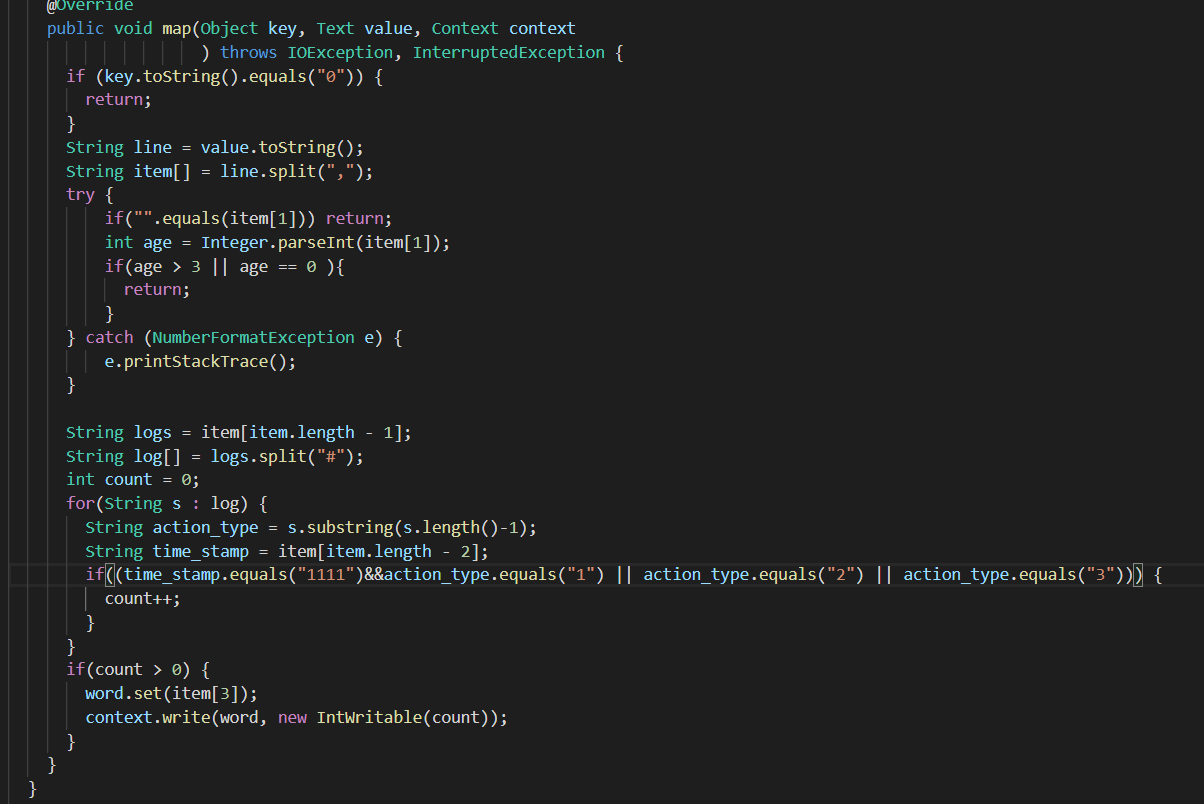 @Override
public void map(Object key, Text value, Context context
) throws IOException, InterruptedException {
if (key.toString().equals("0")) {
return;
}
String line = value.toString();
String item[] = line.split(",");
try {
if("".equals(item[1])) return;
int age = Integer.parseInt(item[1]);
if(age > 3 || age == 0 ){
return;
}
} catch (NumberFormatException e) {
e.printStackTrace();
}
String logs = item[item.length - 1];
String log[] = logs.split("#");
int count = 0;
for(String s : log) {
String action_type = s.substring(s.length()-1);
String time_stamp = item[item.length - 2];
if((time_stamp.equals("1111")&&action_type.equals("1") || action_type.equals("2") || action_type.equals("3"))) {
count++;
}
}
if(count > 0) {
word.set(item[3]);
context.write(word, new IntWritable(count));
}
}
}